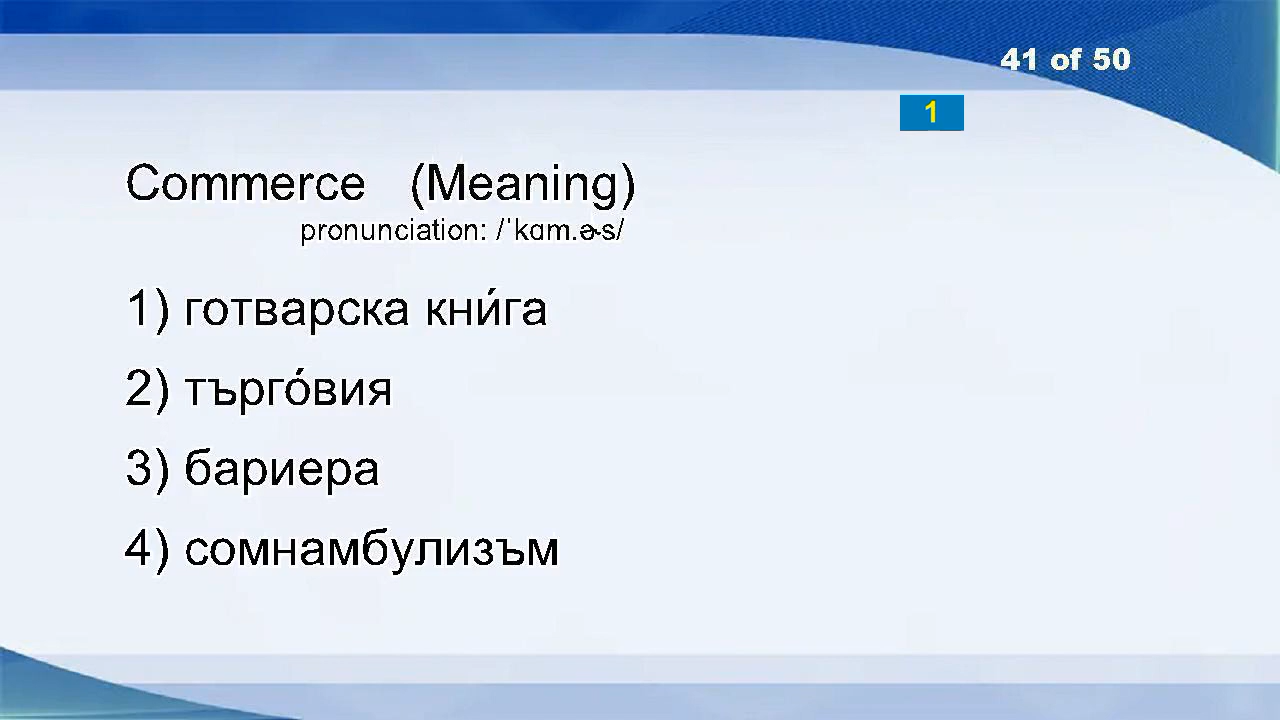 41 of 50
1
Commerce (Meaning)
pronunciation: /ˈkɑm.ɚs/
1) готварска кни́га
2) търго́вия
3) бариера
4) сомнамбулизъм